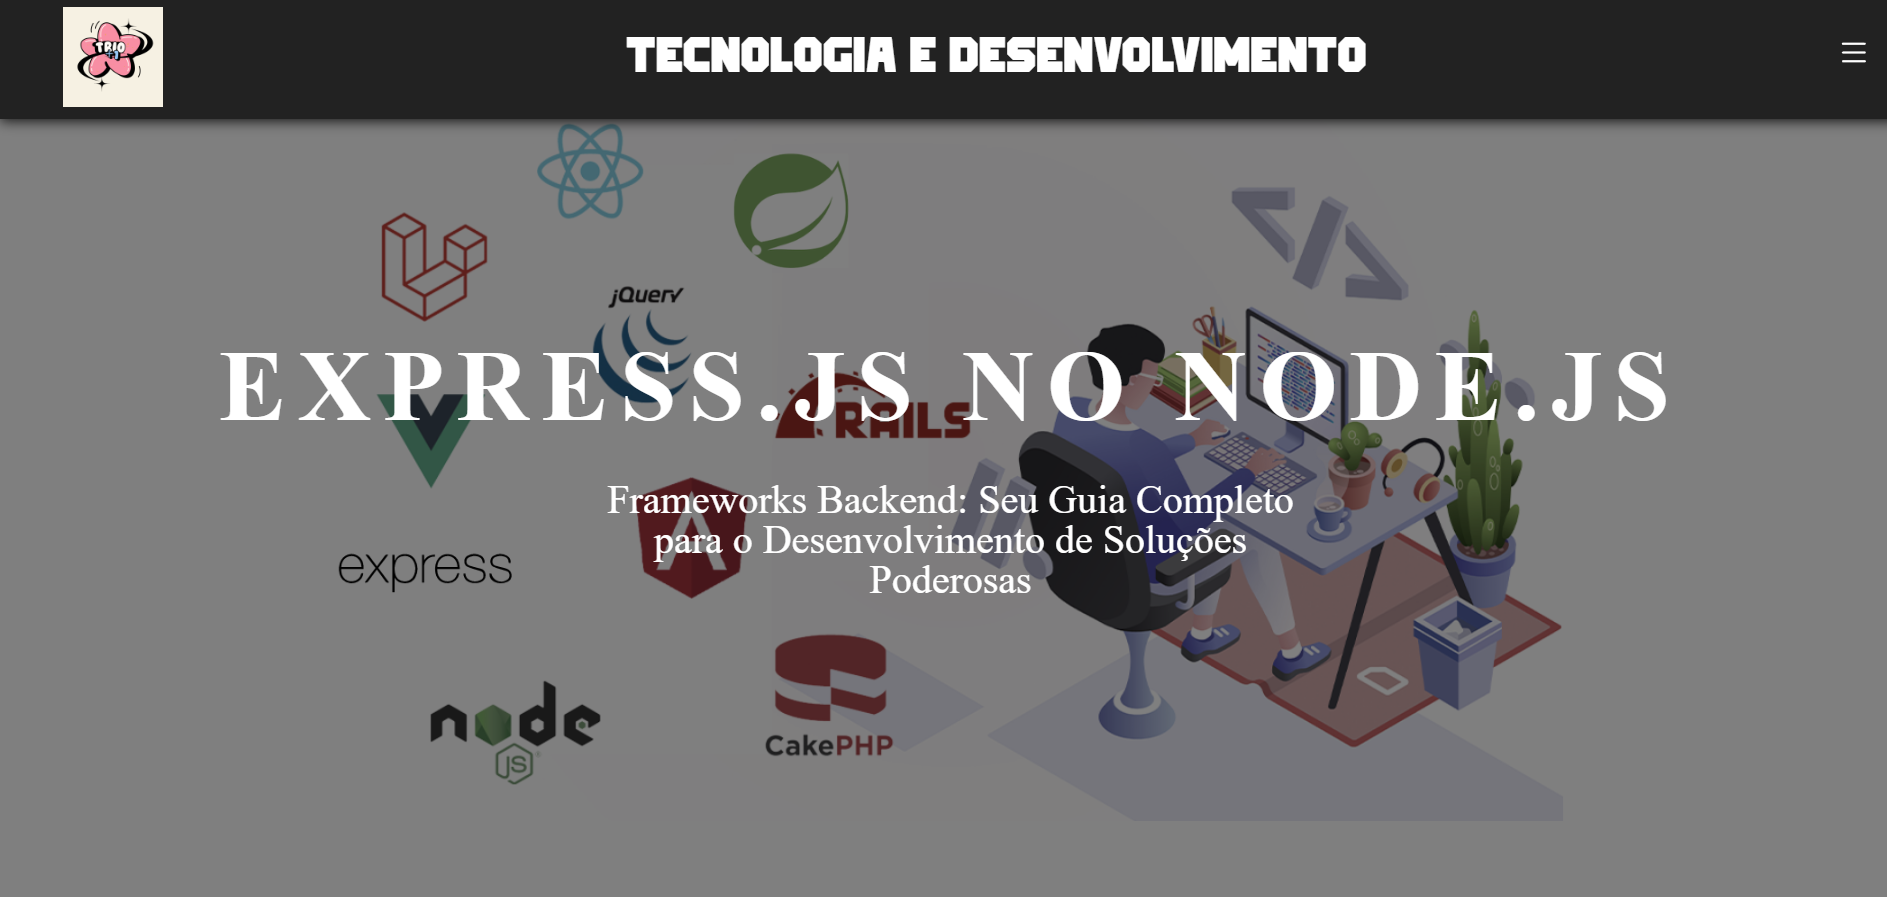 TRIO
TECNOLOGIA E DESENVOLVIMENTO
</>
jQuery
EXPRESS.JS NO NODE.JS
RAILS
Frameworks Backend: Seu Guia Completo
para o Desenvolvimento de Soluções
Poderosas
express
node
JS
CakePHP